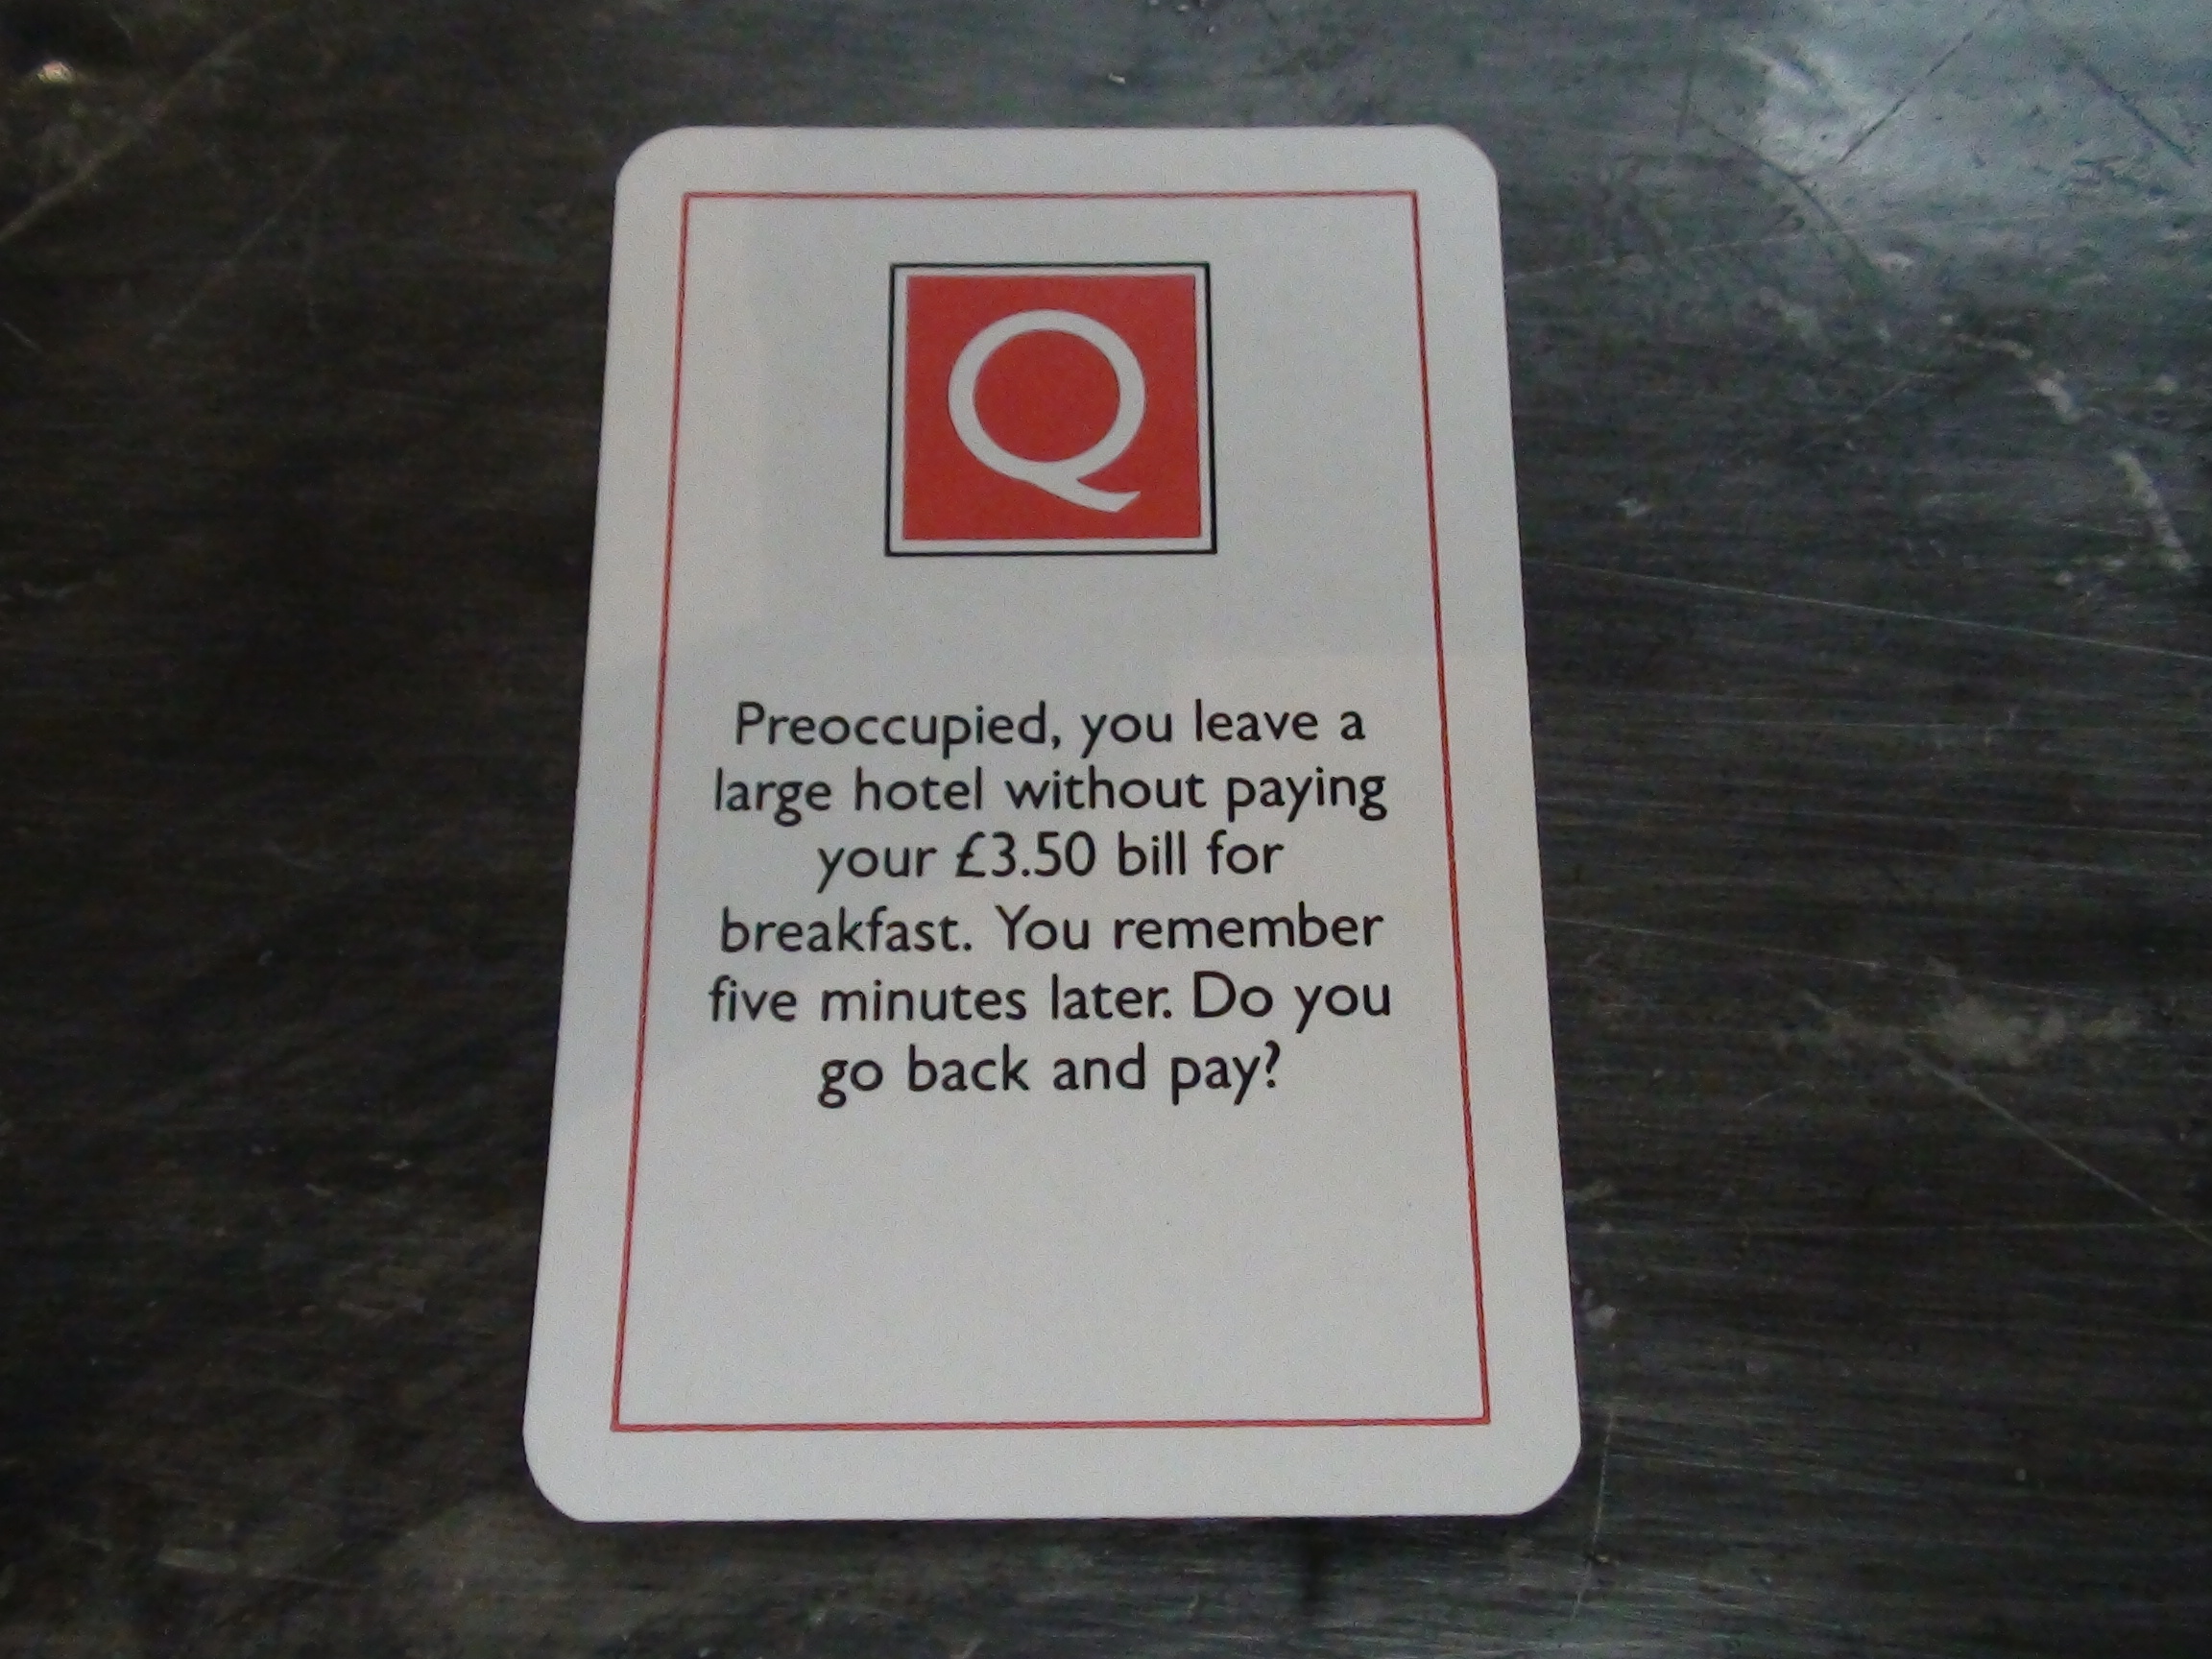 Q
Preoccupied, you leave a
large hotel without paying
your £3.50 bill for
breakfast. You remember
five minutes later. Do you
go back and pay?